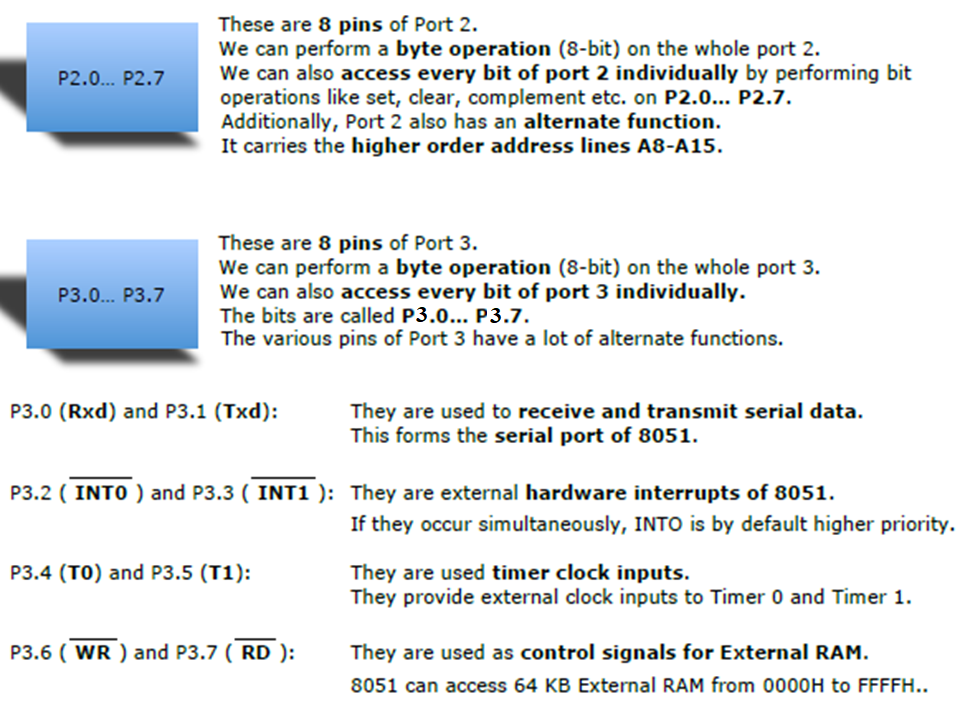 P2.0... P2.7
These are 8 pins of Port 2.
We can perform a byte operation (8-bit) on the whole port 2.
We can also access every bit of port 2 individually by performing bit
operations like set, clear, complement etc. on P2.0... P2.7.
Additionally, Port 2 also has an alternate function.
It carries the higher order address lines A8-A15.
P3.0... P3.7
These are 8 pins of Port 3.
We can perform a byte operation (8-bit) on the whole port 3.
We can also access every bit of port 3 individually.
The bits are called P3.0... P3.7.
The various pins of Port 3 have a lot of alternate functions.
P3.0 (Rxd) and P3.1 (Txd): They are used to receive and transmit serial data.
This forms the serial port of 8051.
P3.2 ( INT0 ) and P3.3 ( INT1 ): They are external hardware interrupts of 8051.
If they occur simultaneously, INTO is by default higher priority.
P3.4 (T0) and P3.5 (T1): They are used timer clock inputs.
They provide external clock inputs to Timer 0 and Timer 1.
P3.6 ( WR ) and P3.7 ( RD ): They are used as control signals for External RAM.
8051 can access 64 KB External RAM from 0000H to FFFFH..